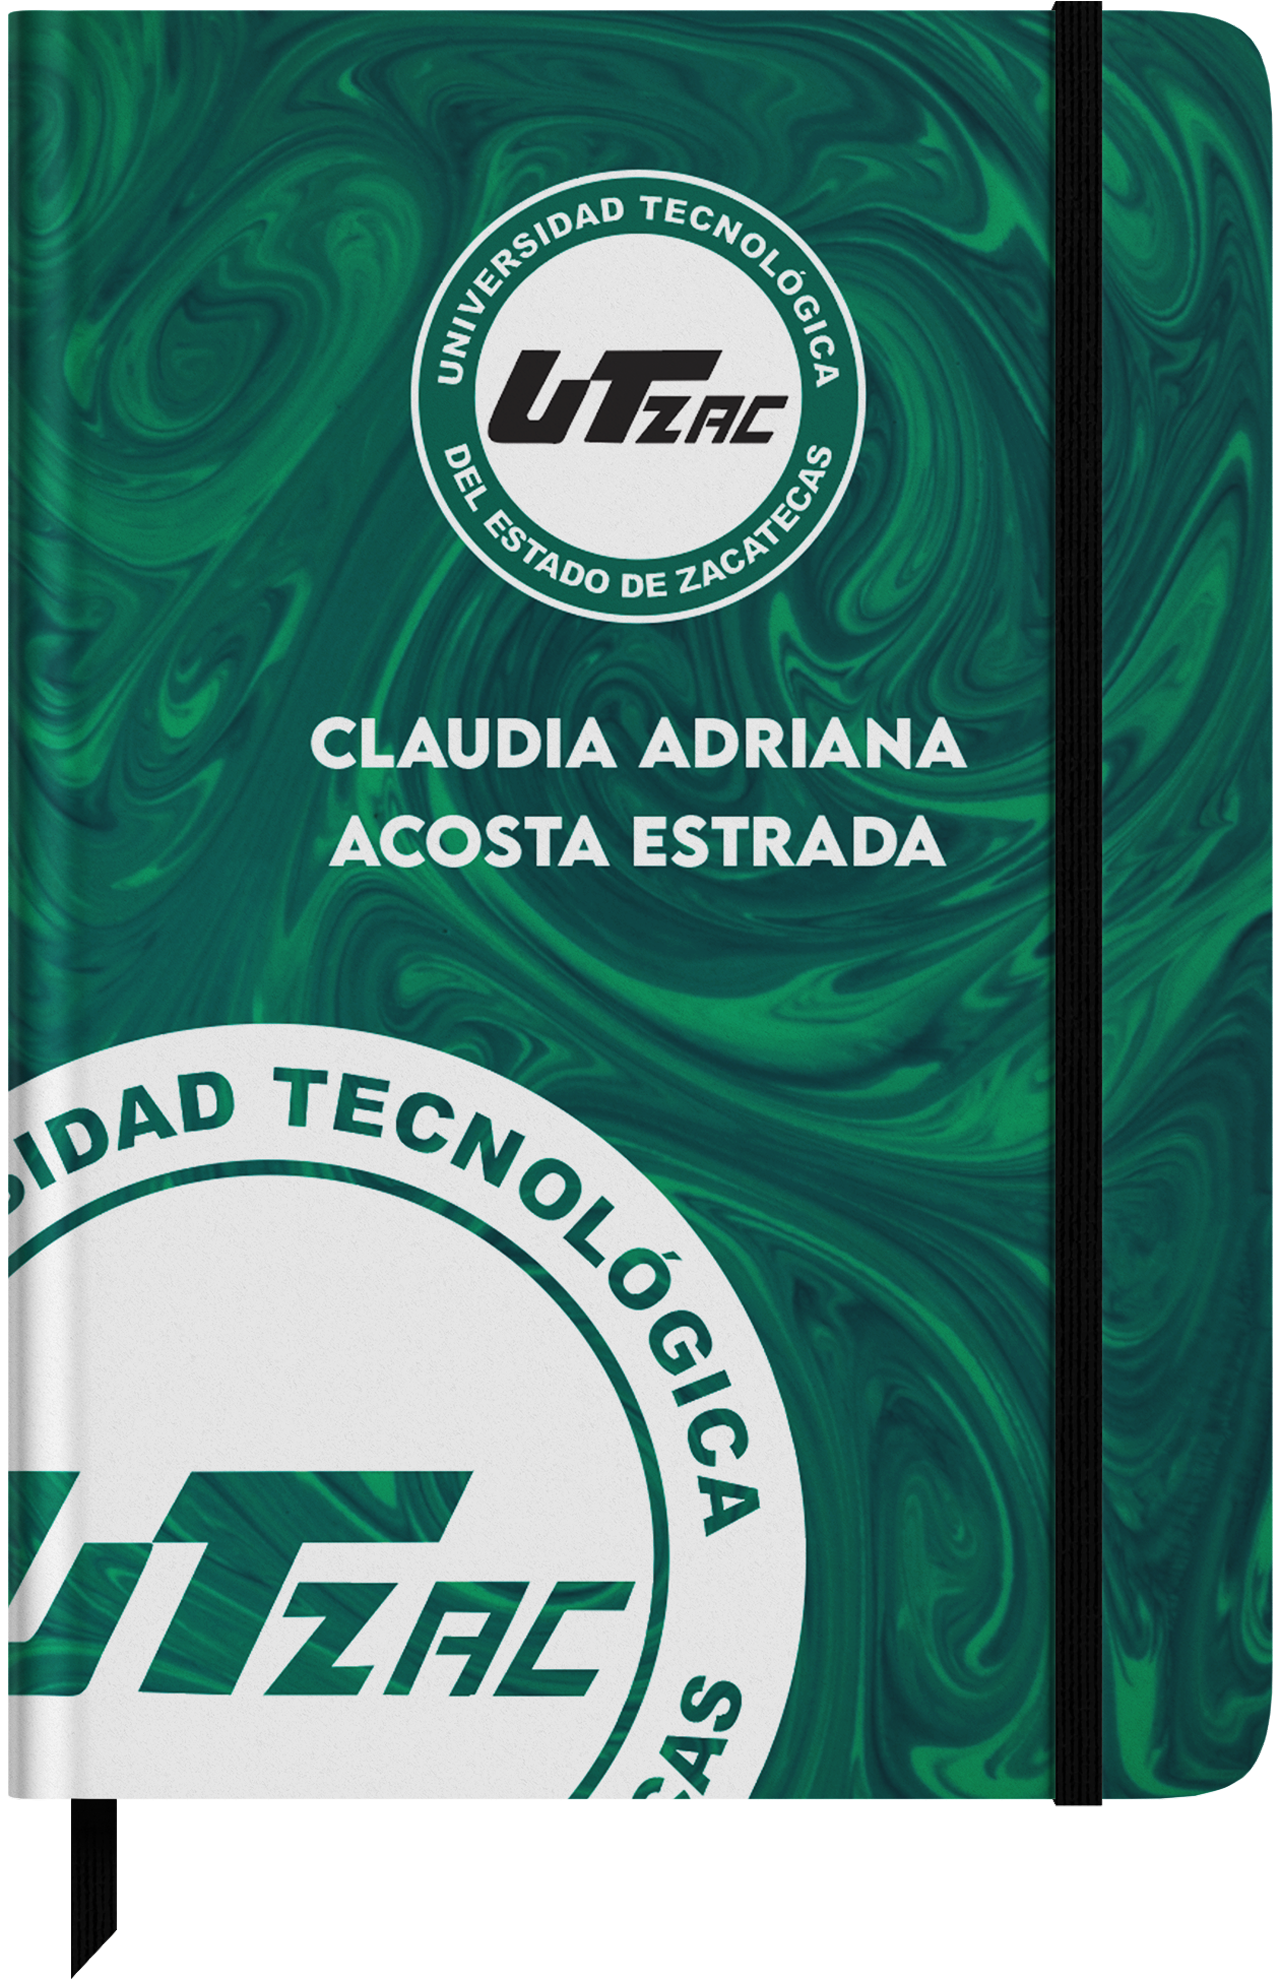 UNIVERSIDAD TECNOLÓGICA
UTZAC
DEL ESTADO DE ZACATECAS
CLAUDIA ADRIANA
ACOSTA ESTRADA
SIDAD TECNOLÓGICA
UTZAC
CAS